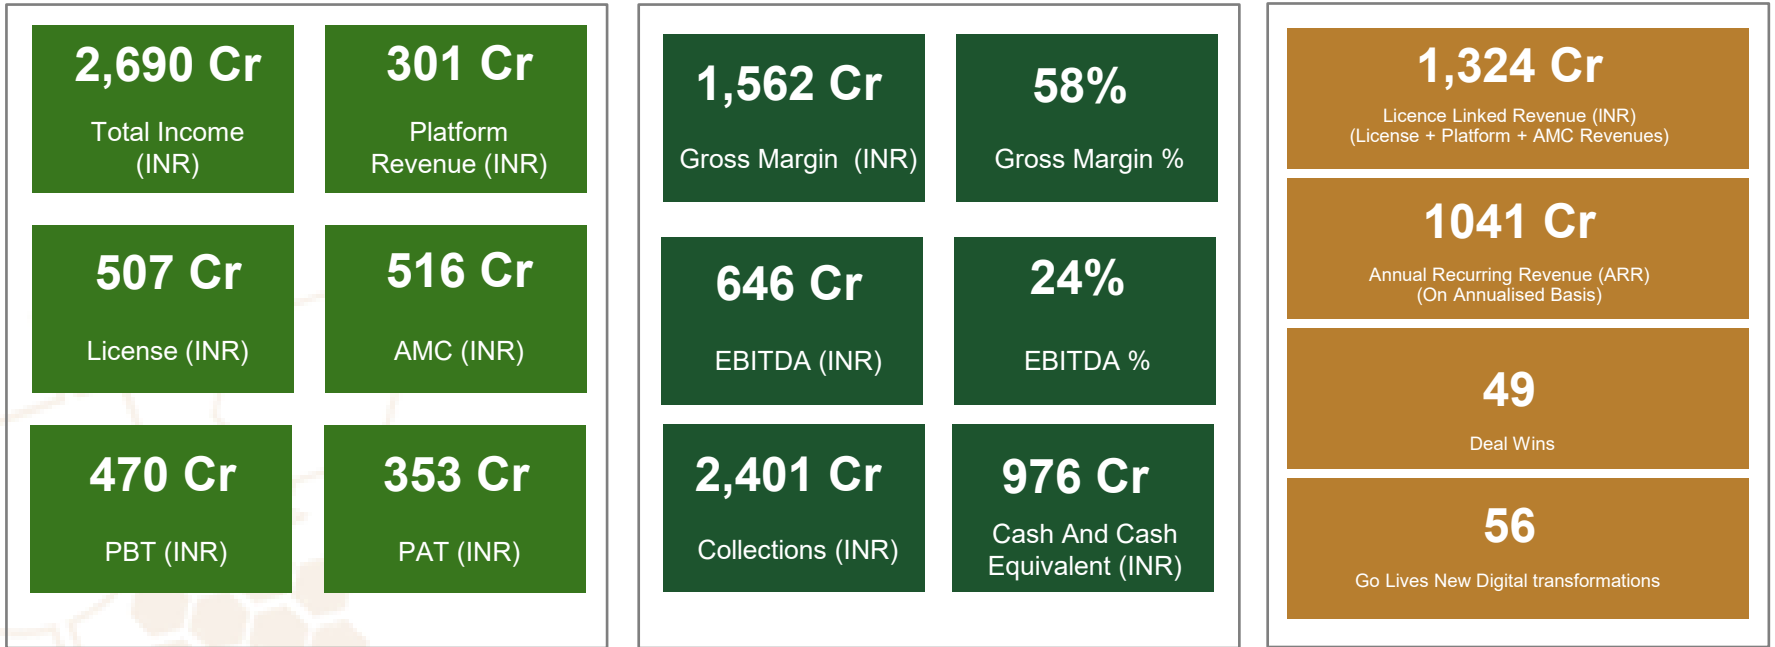 2,690 Cr
Total Income
(INR)
301 Cr
Platform
Revenue (INR)
507 Cr
License (INR)
516 Cr
AMC (INR)
470 Cr
PBT (INR)
353 Cr
PAT (INR)
1,562 Cr
Gross Margin  (INR)
58%
Gross Margin %
646 Cr
EBITDA (INR)
24%
EBITDA %
2,401 Cr
Collections (INR)
976 Cr
Cash And Cash
Equivalent (INR)
1,324 Cr
Licence Linked Revenue (INR)
(License + Platform + AMC Revenues)
1041 Cr
Annual Recurring Revenue (ARR)
(On Annualised Basis)
49
Deal Wins
56
Go Lives New Digital transformations